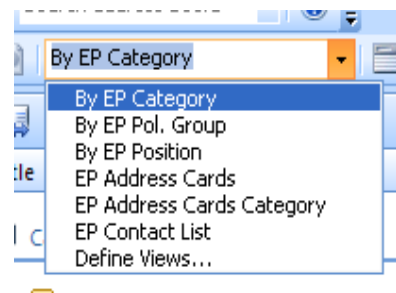 By EP Category
By EP Category
By EP Pol. Group
By EP Position
EP Address Cards
EP Address Cards Category
EP Contact List
Define Views...